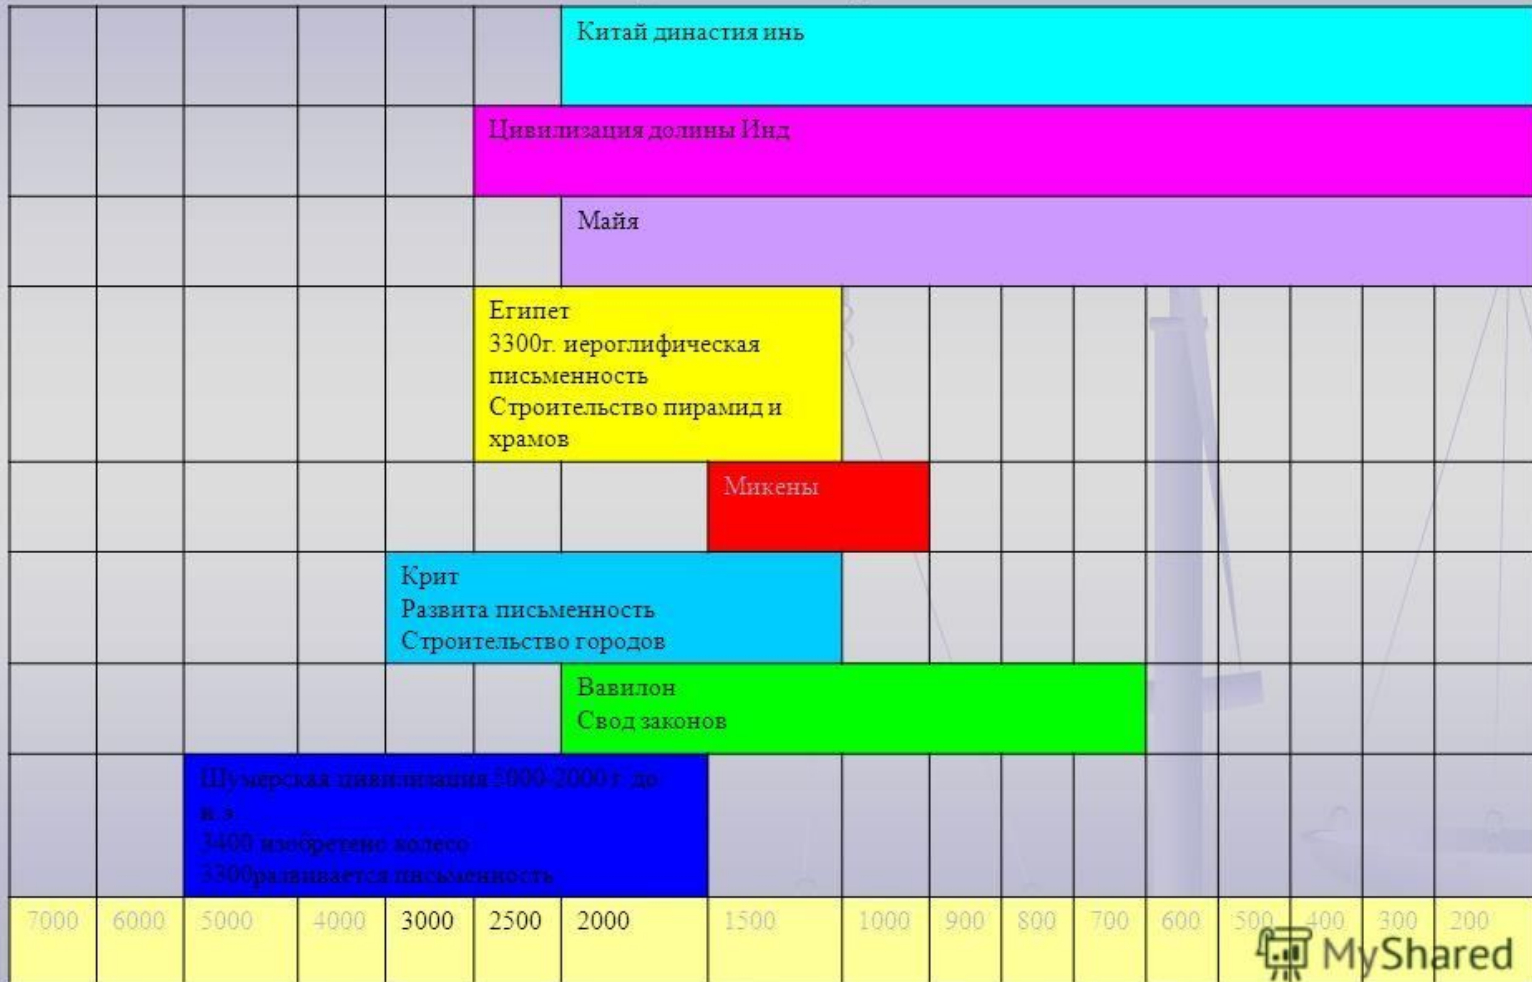 Китай династия инь
Цивилизация долины Инд
Майя
Египет
3300г. иероглифическая
письменность
Строительство пирамид и
храмов
Микены
Крит
Развита письменность
Строительство городов
Вавилон
Свод законов
Шумерская цивилизация 5000-2000 г. до
н.э.
3400 изобретено колесо
3300развивается письменность
7000 6000 5000 4000 3000 2500 2000 1500 1000 900 800 700 600 500 400 300 200
MyShared